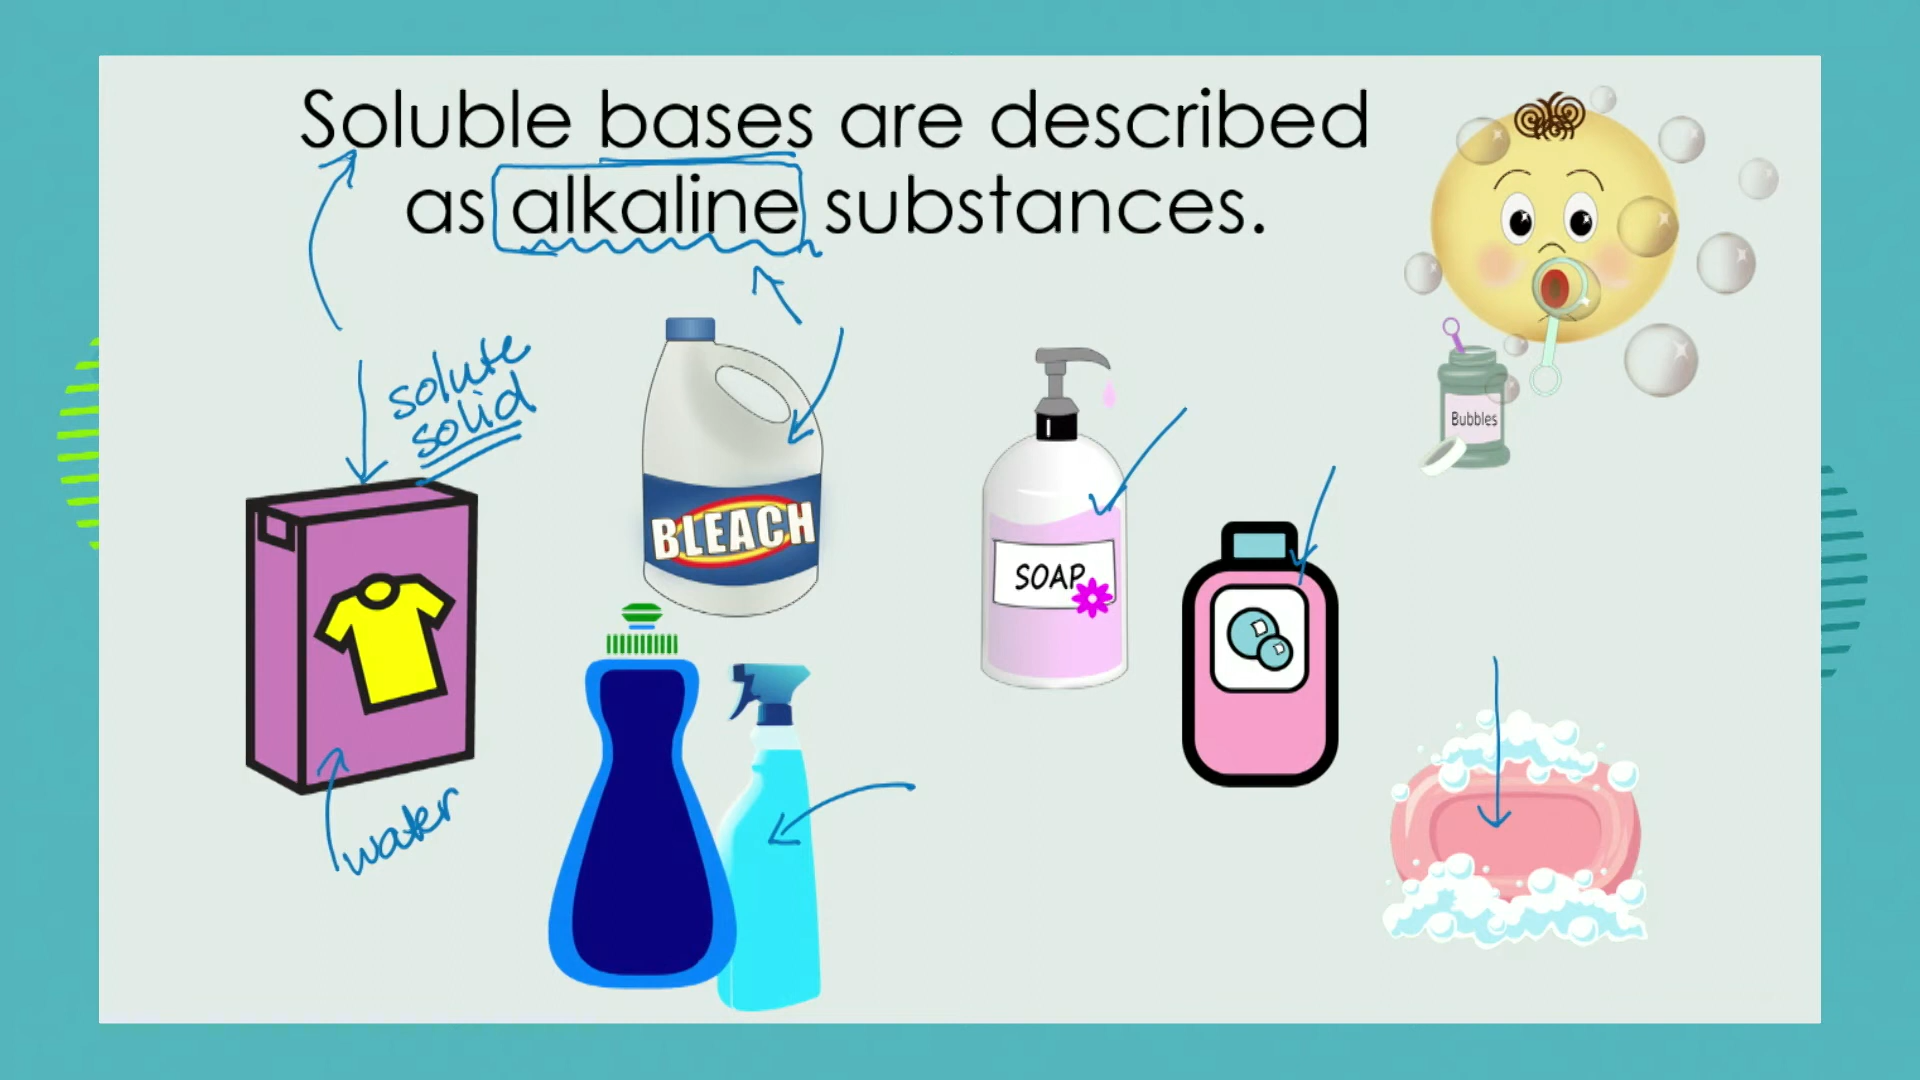 Soluble bases are described
as alkaline substances.
solute
solid
BLEACH
SOAP
Bubbles
water